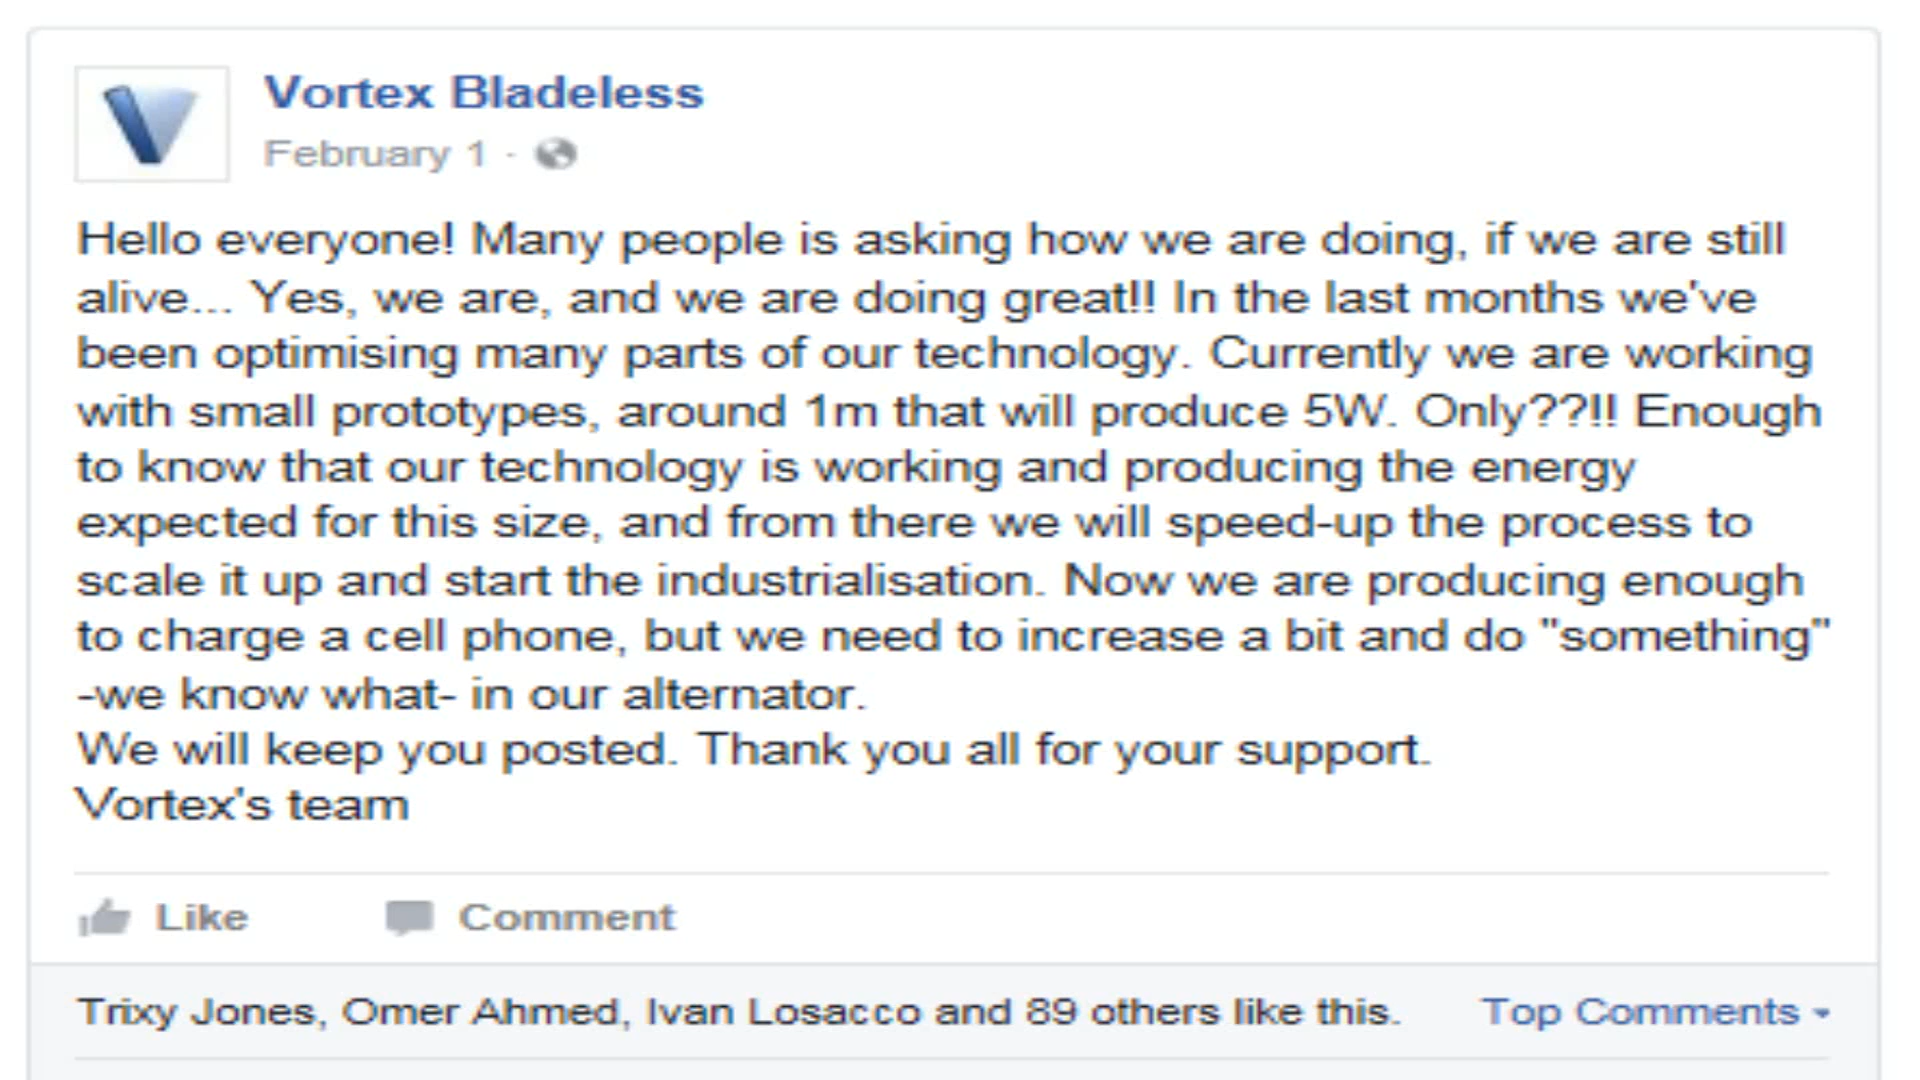 Vortex Bladeless
February 1 ·
Hello everyone! Many people is asking how we are doing, if we are still
alive... Yes, we are, and we are doing great!! In the last months we've
been optimising many parts of our technology. Currently we are working
with small prototypes, around 1m that will produce 5W. Only??!! Enough
to know that our technology is working and producing the energy
expected for this size, and from there we will speed-up the process to
scale it up and start the industrialisation. Now we are producing enough
to charge a cell phone, but we need to increase a bit and do "something"
-we know what- in our alternator.
We will keep you posted. Thank you all for your support.
Vortex's team
Like Comment
Trixy Jones, Omer Ahmed, Ivan Losacco and 89 others like this. Top Comments